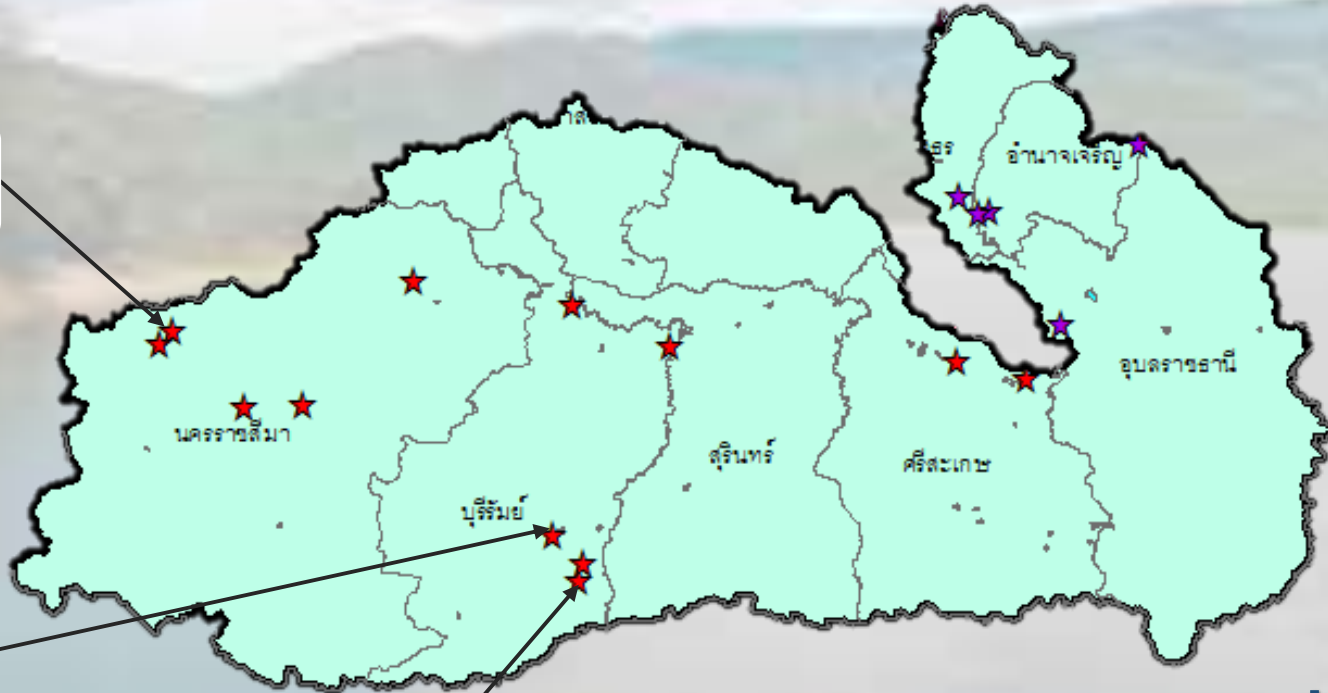 อำนาจเจริญ
อุบลราชธานี
นครราชสีมา
สุรินทร์
ศรีสะเกษ
บุรีรัมย์